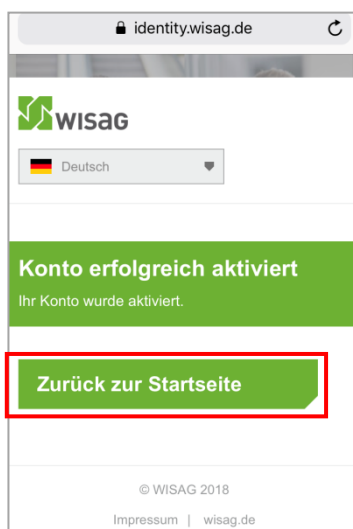 identity.wisag.de
WISAG
Deutsch
Konto erfolgreich aktiviert
Ihr Konto wurde aktiviert.
Zurück zur Startseite
© WISAG 2018
Impressum | wisag.de